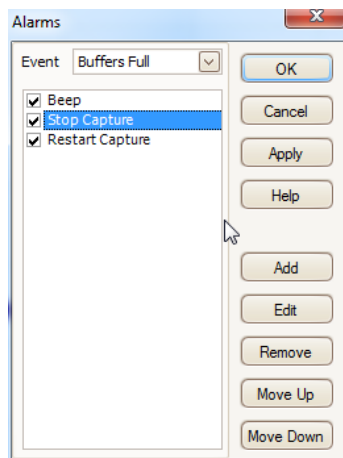 Alarms
Event
Buffers Full
Beep
Stop Capture
Restart Capture
OK
Cancel
Apply
Help
Add
Edit
Remove
Move Up
Move Down